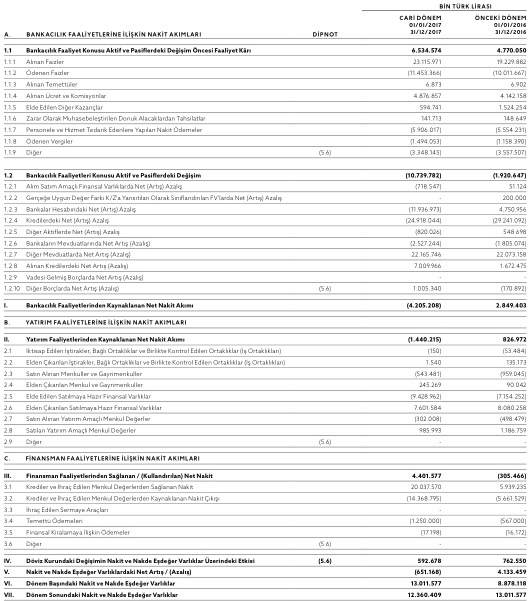 BİN TÜRK LİRASI
CARİ DÖNEM ÖNCEKİ DÖNEM
01/01/2017 01/01/2016
A. BANKACILIK FAALİYETLERİNE İLİŞKİN NAKİT AKIMLARI DİPNOT 31/12/2017 31/12/2016
1.1 Bankacılık Faaliyet Konusu Aktif ve Pasiflerdeki Değişim Öncesi Faaliyet Kârı 6.534.574 4.770.050
1.1.1 Alınan Faizler 23.115.971 19.229.882
1.1.2 Ödenen Faizler (11.453.366) (10.011.667)
1.1.3 Alınan Temettüler 6.873 6.902
1.1.4 Alınan Ücret ve Komisyonlar 4.876.857 4.142.158
1.1.5 Elde Edilen Diğer Kazançlar 594.741 1.524.254
1.1.6 Zarar Olarak Muhasebeleştirilen Donuk Alacaklardan Tahsilatlar 141.713 148.649
1.1.7 Personele ve Hizmet Tedarik Edenlere Yapılan Nakit Ödemeler (5.906.017) (5.554.231)
1.1.8 Ödenen Vergiler (1.494.053) (1.158.390)
1.1.9 Diğer (5.6) (3.348.145) (3.557.507)
1.2 Bankacılık Faaliyetleri Konusu Aktif ve Pasiflerdeki Değişim (10.739.782) (1.920.647)
1.2.1 Alım Satım Amaçlı Finansal Varlıklarda Net (Artış) Azalış (718.547) 51.124
1.2.2 Gerçeğe Uygun Değer Farkı K/Z'a Yansıtılan Olarak Sınıflandırılan FV'larda Net (Artış) Azalış - 200.000
1.2.3 Bankalar Hesabındaki Net (Artış) Azalış (11.936.973) 4.750.956
1.2.4 Kredilerdeki Net (Artış) Azalış (24.918.044) (29.241.092)
1.2.5 Diğer Aktiflerde Net (Artış) Azalış (820.026) 548.698
1.2.6 Bankaların Mevduatlarında Net Artış (Azalış) (2.527.244) (1.805.074)
1.2.7 Diğer Mevduatlarda Net Artış (Azalış) 22.165.746 22.073.158
1.2.8 Alınan Kredilerdeki Net Artış (Azalış) 7.009.966 1.672.475
1.2.9 Vadesi Gelmiş Borçlarda Net Artış (Azalış) - -
1.2.10 Diğer Borçlarda Net Artış (Azalış) (5.6) 1.005.340 (170.892)
I. Bankacılık Faaliyetlerinden Kaynaklanan Net Nakit Akımı (4.205.208) 2.849.403
B. YATIRIM FAALİYETLERİNE İLİŞKİN NAKİT AKIMLARI
II. Yatırım Faaliyetlerinden Kaynaklanan Net Nakit Akımı (1.440.215) 826.972
2.1 İktisap Edilen İştirakler, Bağlı Ortaklıklar ve Birlikte Kontrol Edilen Ortaklıklar (İş Ortaklıkları) (150) (53.484)
2.2 Elden Çıkarılan İştirakler, Bağlı Ortaklıklar ve Birlikte Kontrol Edilen Ortaklıklar (İş Ortaklıkları) 1.540 135.173
2.3 Satın Alınan Menkuller ve Gayrimenkuller (543.481) (959.045)
2.4 Elden Çıkarılan Menkul ve Gayrimenkuller 245.269 90.042
2.5 Elde Edilen Satılmaya Hazır Finansal Varlıklar (9.428.962) (7.154.252)
2.6 Elden Çıkarılan Satılmaya Hazır Finansal Varlıklar 7.601.584 8.080.258
2.7 Satın Alınan Yatırım Amaçlı Menkul Değerler (302.008) (498.479)
2.8 Satılan Yatırım Amaçlı Menkul Değerler 985.993 1.186.759
2.9 Diğer (5.6) - -
C. FİNANSMAN FAALİYETLERİNE İLİŞKİN NAKİT AKIMLARI
III. Finansman Faaliyetlerinden Sağlanan / (Kullandırılan) Net Nakit 4.401.577 (305.466)
3.1 Krediler ve İhraç Edilen Menkul Değerlerden Sağlanan Nakit 20.037.570 5.939.235
3.2 Krediler ve İhraç Edilen Menkul Değerlerden Kaynaklanan Nakit Çıkışı (14.368.795) (5.661.529)
3.3 İhraç Edilen Sermaye Araçları - -
3.4 Temettü Ödemeleri (1.250.000) (567.000)
3.5 Finansal Kiralamaya İlişkin Ödemeler (17.198) (16.172)
3.6 Diğer (5.6) - -
IV. Döviz Kurundaki Değişimin Nakit ve Nakde Eşdeğer Varlıklar Üzerindeki Etkisi (5.6) 592.678 762.550
V. Nakit ve Nakde Eşdeğer Varlıklardaki Net Artış / (Azalış) (651.168) 4.133.459
VI. Dönem Başındaki Nakit ve Nakde Eşdeğer Varlıklar 13.011.577 8.878.118
VII. Dönem Sonundaki Nakit ve Nakde Eşdeğer Varlıklar 12.360.409 13.011.577